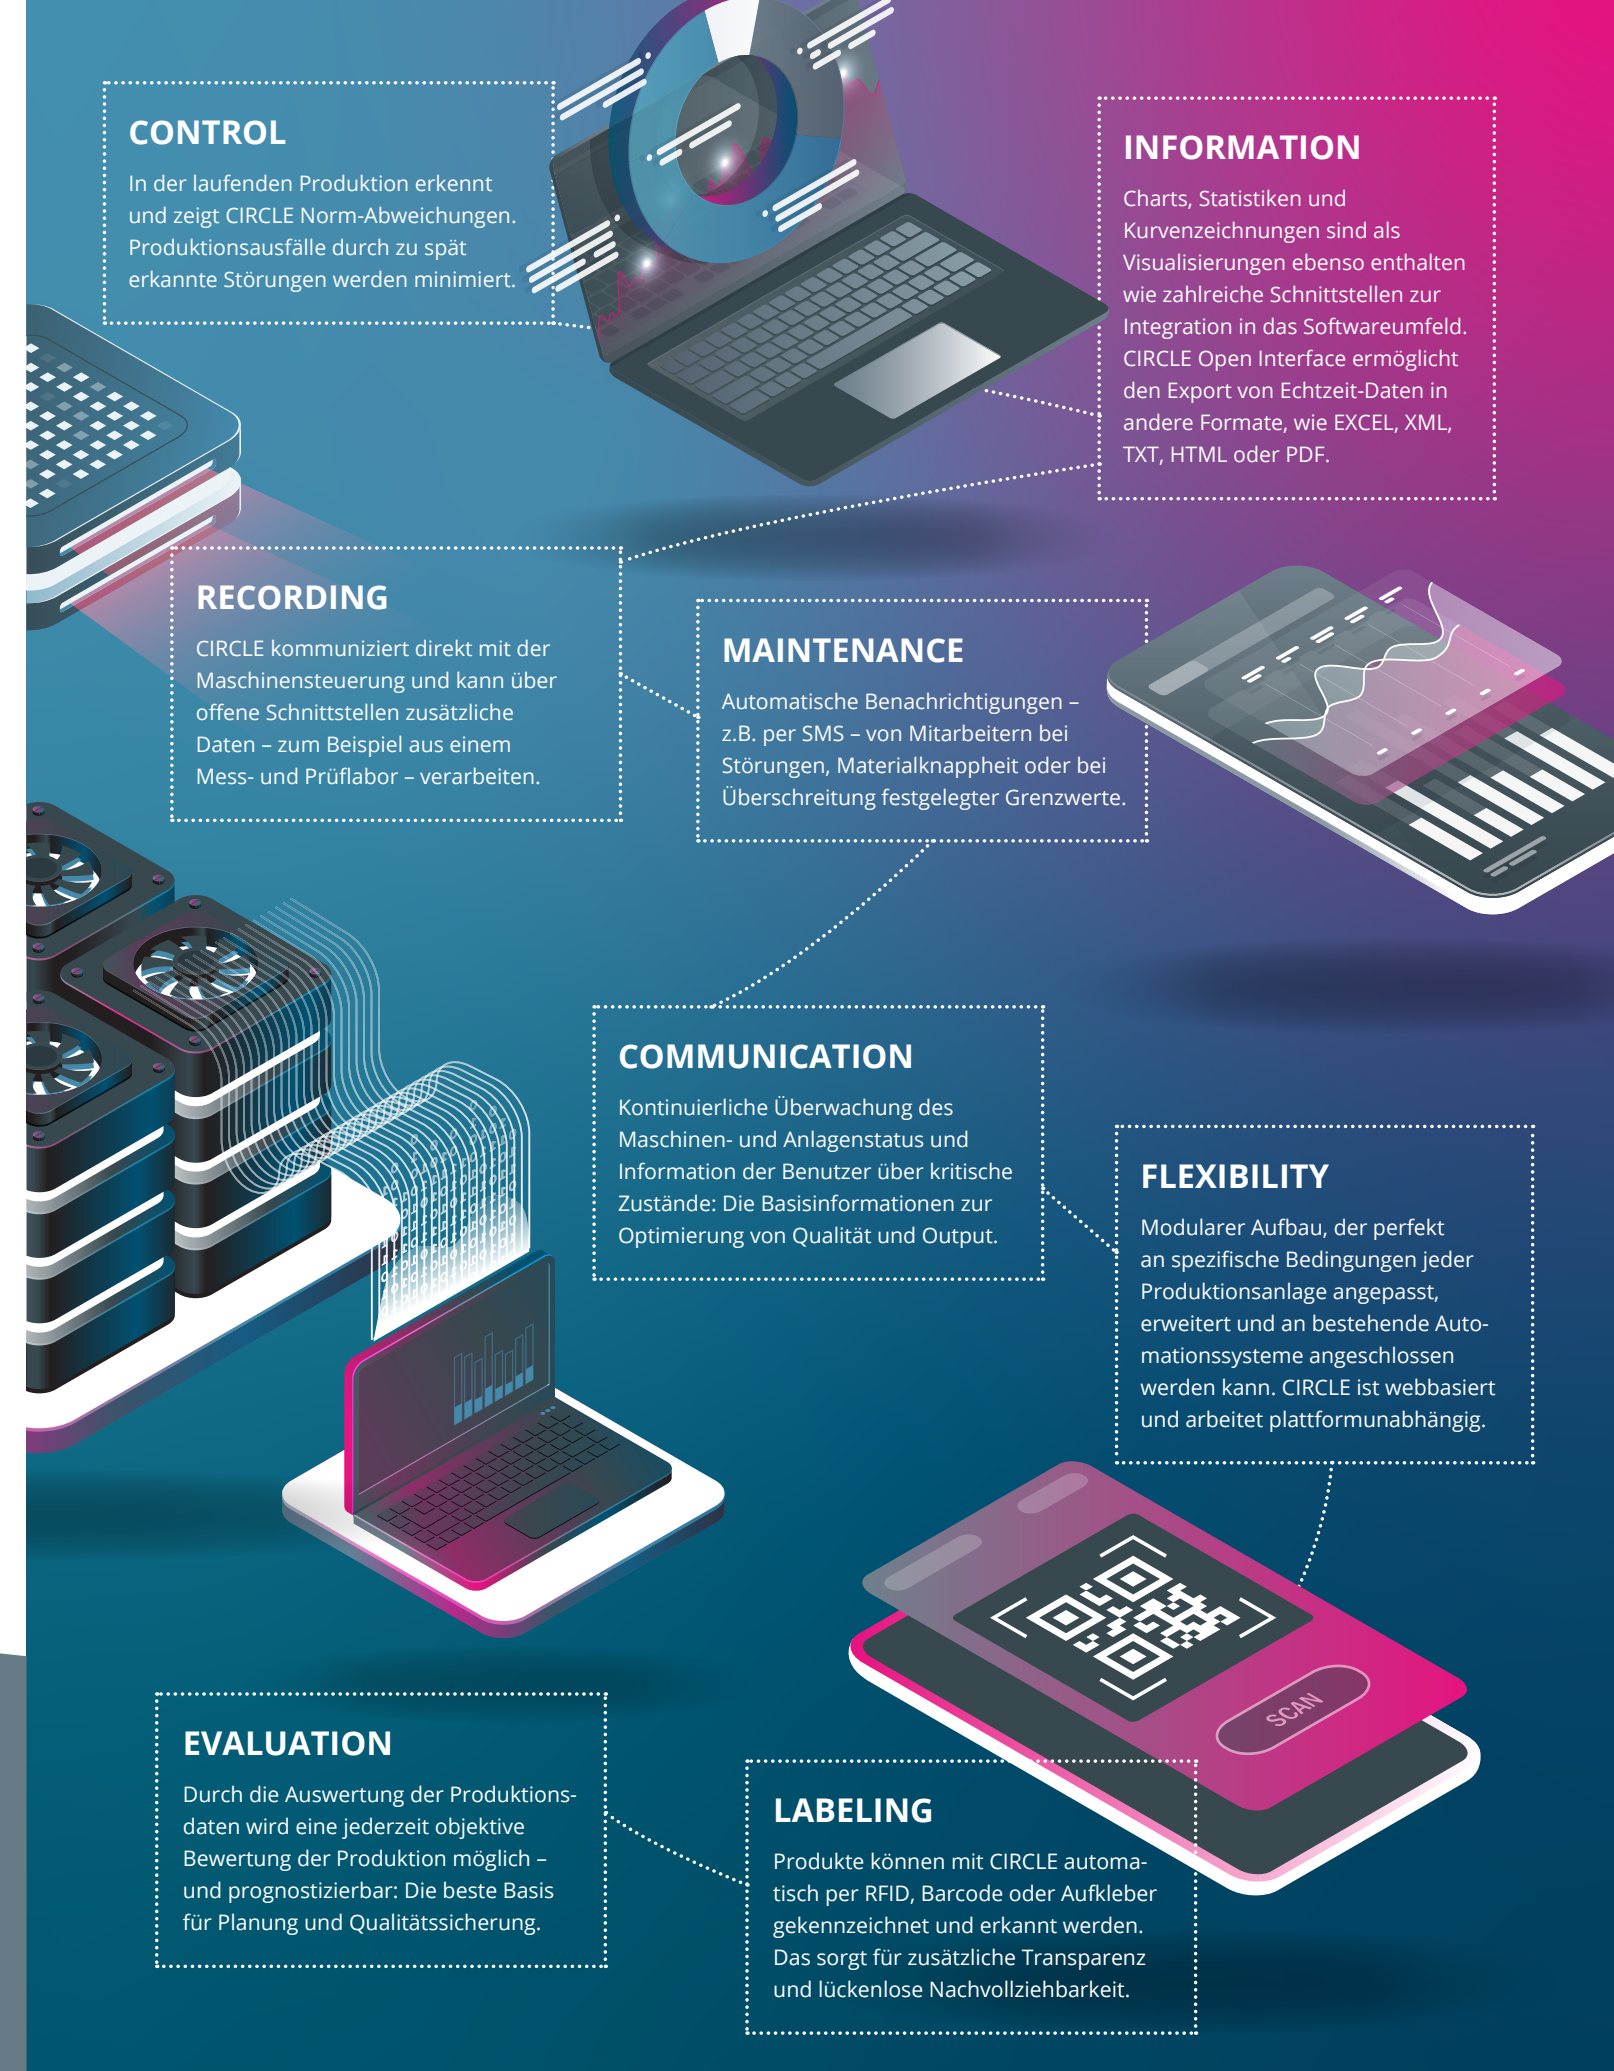 CONTROL
In der laufenden Produktion erkennt
und zeigt CIRCLE Norm-Abweichungen.
Produktionsausfälle durch zu spät
erkannte Störungen werden minimiert.
INFORMATION
Charts, Statistiken und
Kurvenzeichnungen sind als
Visualisierungen ebenso enthalten
wie zahlreiche Schnittstellen zur
Integration in das Softwareumfeld.
CIRCLE Open Interface ermöglicht
den Export von Echtzeit-Daten in
andere Formate, wie EXCEL, XML,
TXT, HTML oder PDF.
RECORDING
CIRCLE kommuniziert direkt mit der
Maschinensteuerung und kann über
offene Schnittstellen zusätzliche
Daten – zum Beispiel aus einem
Mess- und Prüflabor – verarbeiten.
MAINTENANCE
Automatische Benachrichtigungen –
z.B. per SMS – von Mitarbeitern bei
Störungen, Materialknappheit oder bei
Überschreitung festgelegter Grenzwerte.
COMMUNICATION
Kontinuierliche Überwachung des
Maschinen- und Anlagenstatus und
Information der Benutzer über kritische
Zustände: Die Basisinformationen zur
Optimierung von Qualität und Output.
FLEXIBILITY
Modularer Aufbau, der perfekt
an spezifische Bedingungen jeder
Produktionsanlage angepasst,
erweitert und an bestehende Auto-
mationssysteme angeschlossen
werden kann. CIRCLE ist webbasiert
und arbeitet plattformunabhängig.
SCAN
EVALUATION
Durch die Auswertung der Produktions-
daten wird eine jederzeit objektive
Bewertung der Produktion möglich –
und prognostizierbar: Die beste Basis
für Planung und Qualitätssicherung.
LABELING
Produkte können mit CIRCLE automa-
tisch per RFID, Barcode oder Aufkleber
gekennzeichnet und erkannt werden.
Das sorgt für zusätzliche Transparenz
und lückenlose Nachvollziehbarkeit.